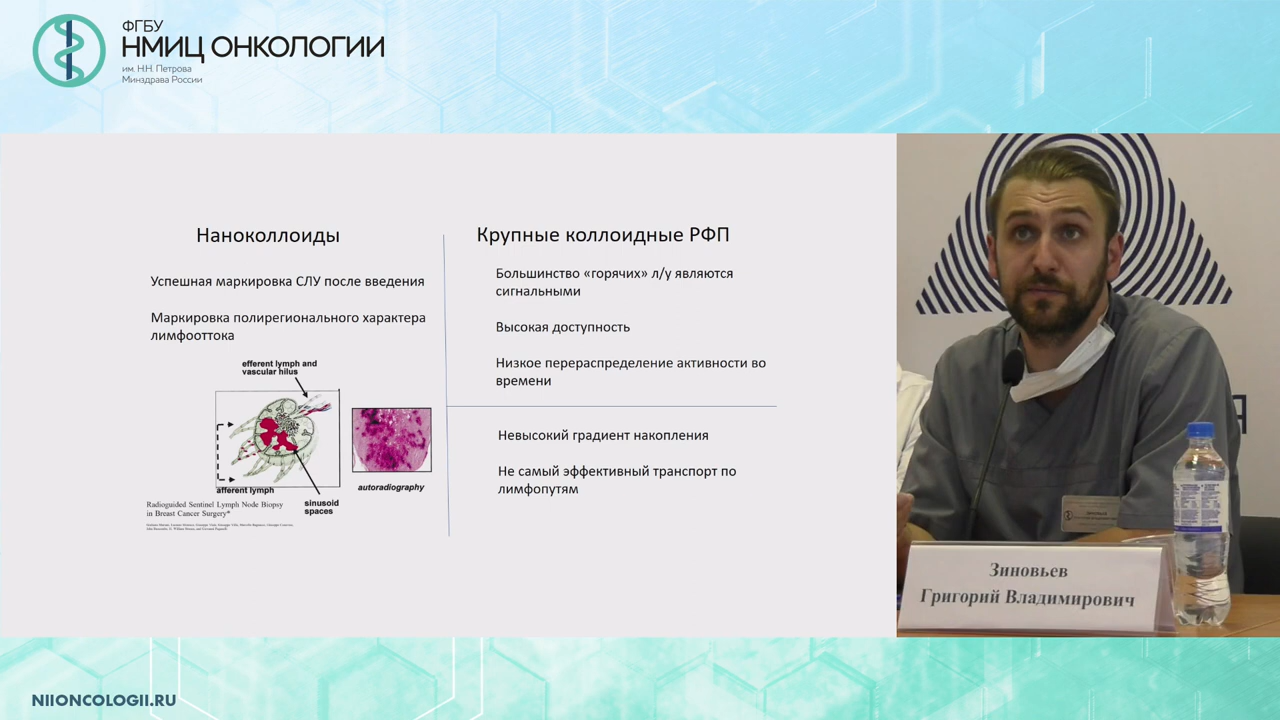 ФГБУ
НМИЦ ОНКОЛОГИИ
им. Н.Н. Петрова
Минздрава России
Наноколлоиды
Успешная маркировка СЛУ после введения
Маркировка полирегионального характера
лимфооттока
efferent lymph and
vascular hilus
afferent lymph
autoradiography
sinusoid
spaces
Radioguided Sentinel Lymph Node Biopsy
in Breast Cancer Surgery*
Крупные коллоидные РФП
Большинство «горячих» л/у являются
сигнальными
Высокая доступность
Низкое перераспределение активности во
времени
Невысокий градиент накопления
Не самый эффективный транспорт по
лимфопутям
Зиновьев
Григорий Владимирович
NIIONCOLOGII.RU